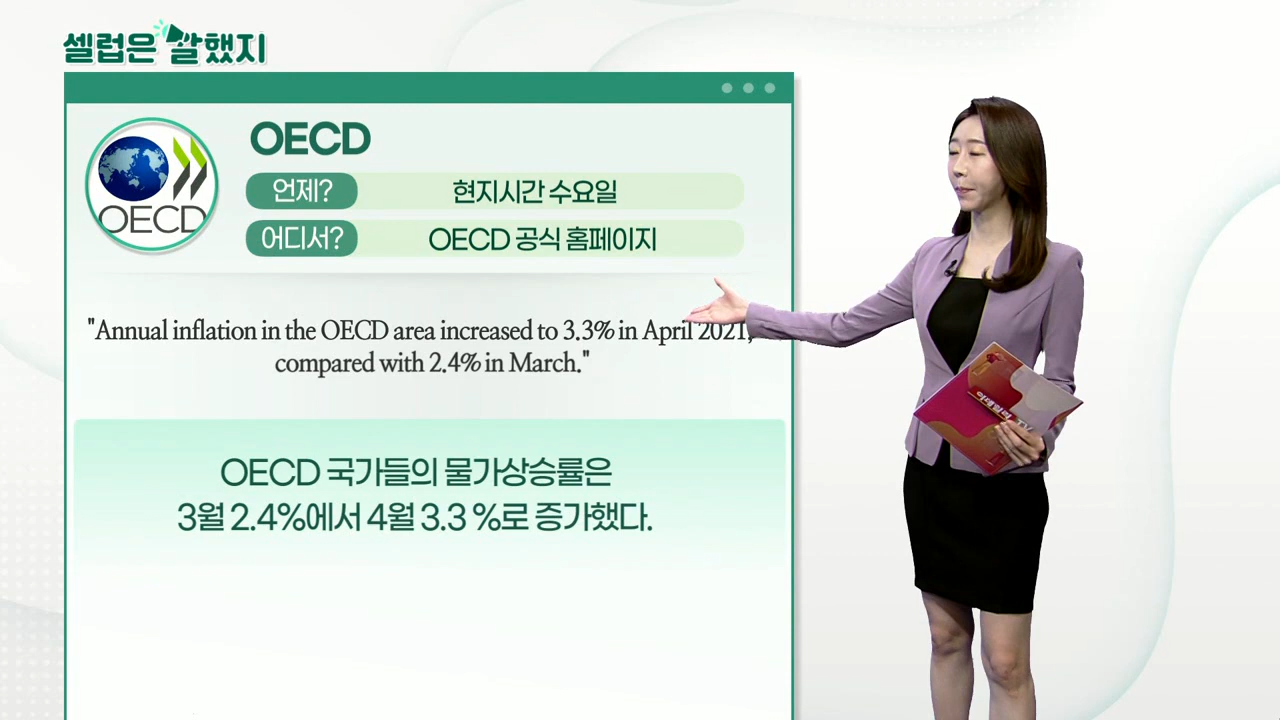 셀럽은 말했지
OECD
OECD
언제? 현지시간 수요일
어디서? OECD 공식 홈페이지
"Annual inflation in the OECD area increased to 3.3% in April 2021,
compared with 2.4% in March."
OECD 국가들의 물가상승률은
3월 2.4%에서 4월 3.3 %로 증가했다.